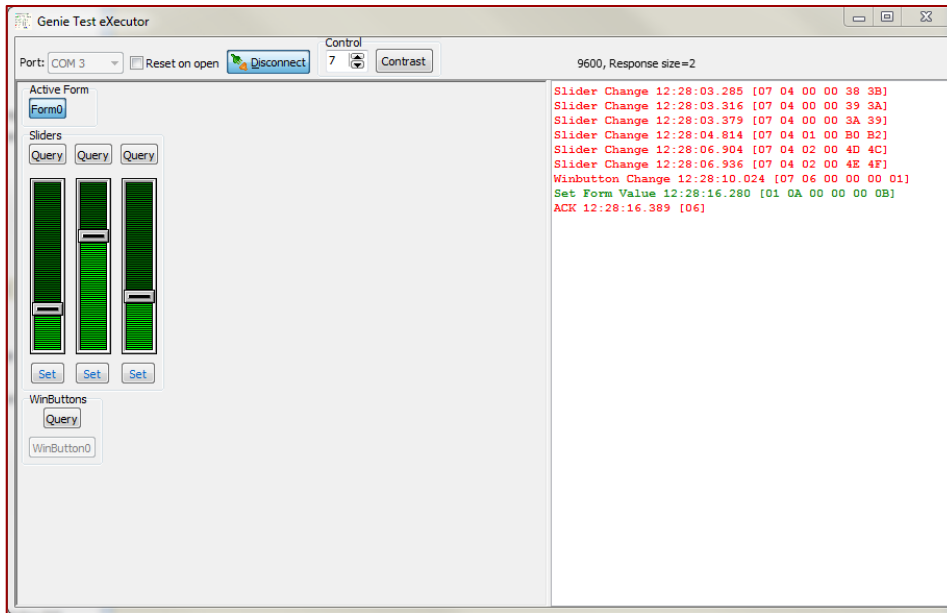 Genie Test eXecutor
Port: COM 3 Reset on open Disconnect Control 7 Contrast 9600, Response size=2
Active Form
Form0
Sliders
Query Query Query
Set Set Set
WinButtons
Query
WinButton0
Slider Change 12:28:03.285 [07 04 00 00 38 3B]
Slider Change 12:28:03.316 [07 04 00 00 39 3A]
Slider Change 12:28:03.379 [07 04 00 00 3A 39]
Slider Change 12:28:04.814 [07 04 01 00 B0 B2]
Slider Change 12:28:06.904 [07 04 02 00 4D 4C]
Slider Change 12:28:06.936 [07 04 02 00 4E 4F]
Winbutton Change 12:28:10.024 [07 06 00 00 00 01]
Set Form Value 12:28:16.280 [01 0A 00 00 00 0B]
ACK 12:28:16.389 [06]